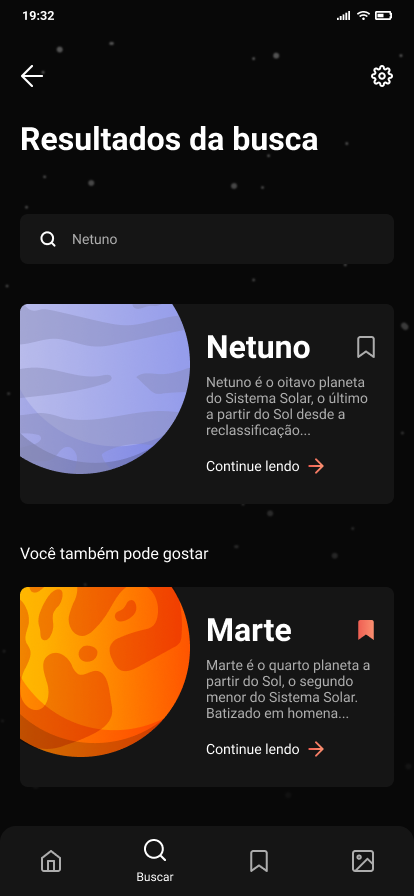 19:32
Resultados da busca
Netuno
Netuno
Netuno é o oitavo planeta
do Sistema Solar, o último
a partir do Sol desde a
reclassificação...
Continue lendo
Você também pode gostar
Marte
Marte é o quarto planeta a
partir do Sol, o segundo
menor do Sistema Solar.
Batizado em homena...
Continue lendo
Buscar